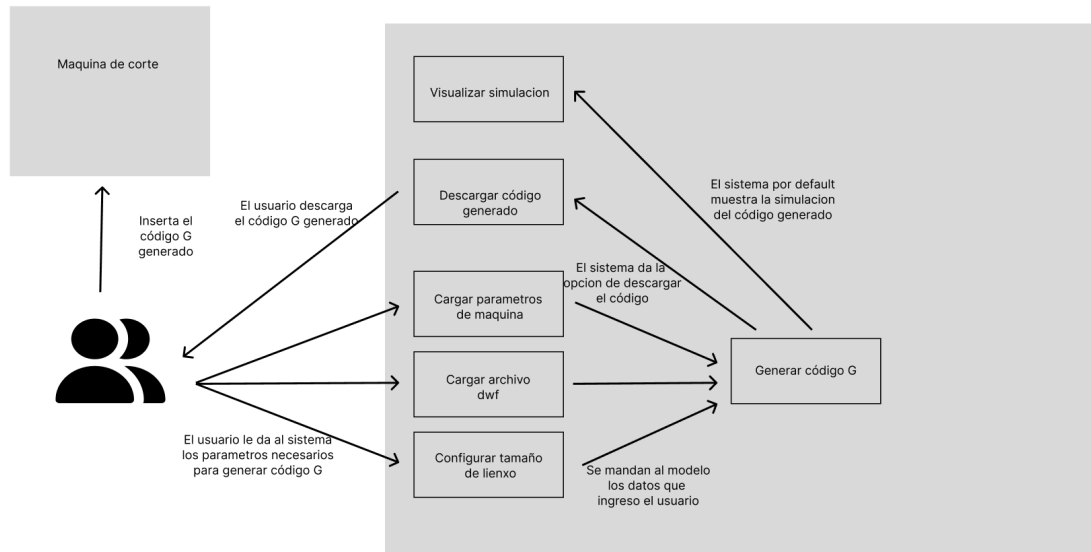 Maquina de corte
Visualizar simulacion
Descargar código
generado
El sistema por default
muestra la simulacion
del código generado
El usuario descarga
el código G generado
Inserta el
código G
generado
El sistema da la
opcion de descargar
el código
Cargar parametros
de maquina
Generar código G
Cargar archivo
dwf
El usuario le da al sistema
los parametros necesarios
para generar código G
Configurar tamaño
de lienxo
Se mandan al modelo
los datos que
ingreso el usuario